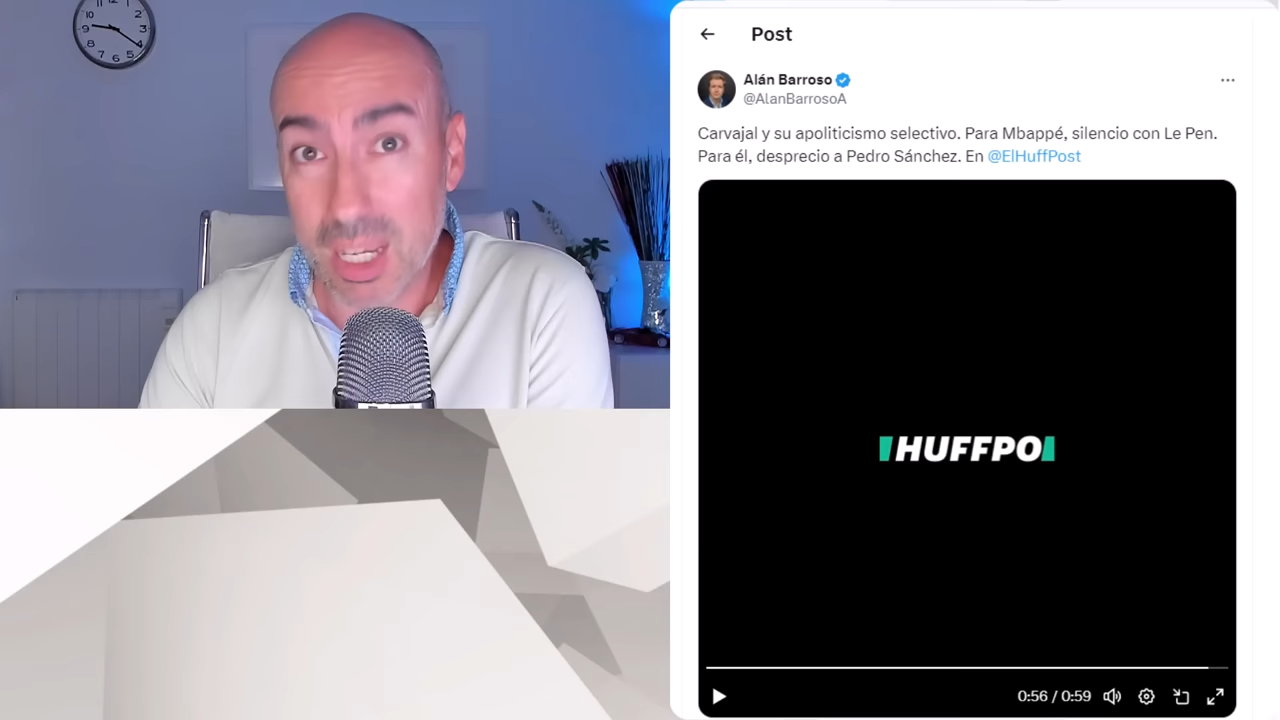 Post
Alán Barroso
@AlanBarrosoA
Carvajal y su apoliticismo selectivo. Para Mbappé, silencio con Le Pen.
Para él, desprecio a Pedro Sánchez. En @ElHuffPost
HUFFPO
0:56 / 0:59